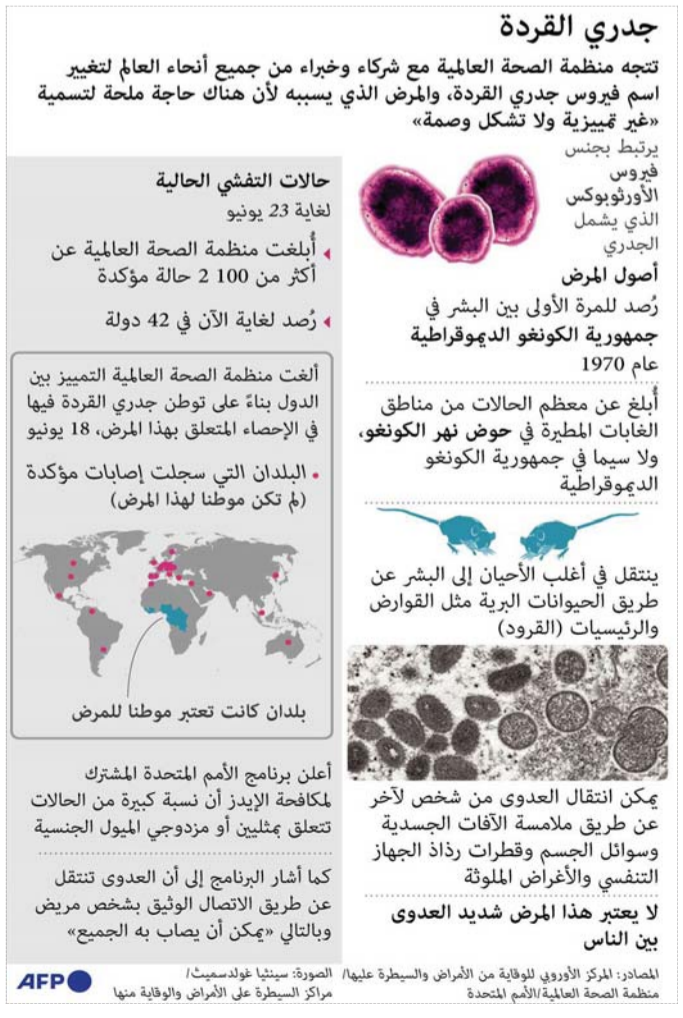 جدري القردة
تتجه منظمة الصحة العالمية مع شركاء وخبراء من جميع أنحاء العالم لتغيير
اسم فيروس جدري القردة، والمرض الذي يسببه لأن هناك حاجة ملحة لتسمية
«غير تمييزية ولا تشكل وصمة»
يرتبط بجنس
فيروس
الأورثوبوكس
الذي يشمل
الجدري
أصول المرض
رُصد للمرة الأولى بين البشر في
جمهورية الكونغو الديموقراطية
عام 1970
أُبلغ عن معظم الحالات من مناطق
الغابات المطيرة في حوض نهر الكونغو،
ولا سيما في جمهورية الكونغو
الديموقراطية
ينتقل في أغلب الأحيان إلى البشر عن
طريق الحيوانات البرية مثل القوارض
والرئيسيات (القرود)
يمكن انتقال العدوى من شخص لآخر
عن طريق ملامسة الآفات الجسدية
وسوائل الجسم وقطرات رذاذ الجهاز
التنفسي والأغراض الملوثة
لا يعتبر هذا المرض شديد العدوى
بين الناس
حالات التفشي الحالية
لغاية 23 يونيو
أُبلغت منظمة الصحة العالمية عن
أكثر من 100 2 حالة مؤكدة
رُصد لغاية الآن في 42 دولة
ألغت منظمة الصحة العالمية التمييز بين
الدول بناءً على توطن جدري القردة فيها
في الإحصاء المتعلق بهذا المرض، 18 يونيو
البلدان التي سجلت إصابات مؤكدة
(لم تكن موطنا لهذا المرض)
بلدان كانت تعتبر موطنا للمرض
أعلن برنامج الأمم المتحدة المشترك
لمكافحة الإيدز أن نسبة كبيرة من الحالات
تتعلق بمثليين أو مزدوجي الميول الجنسية
كما أشار البرنامج إلى أن العدوى تنتقل
عن طريق الاتصال الوثيق بشخص مريض
وبالتالي «يمكن أن يصاب به الجميع»
المصادر: المركز الأوروبي للوقاية من الأمراض والسيطرة عليها/
منظمة الصحة العالمية/الأمم المتحدة
الصورة: سينثيا غولدسميث/
مراكز السيطرة على الأمراض والوقاية منها
AFP